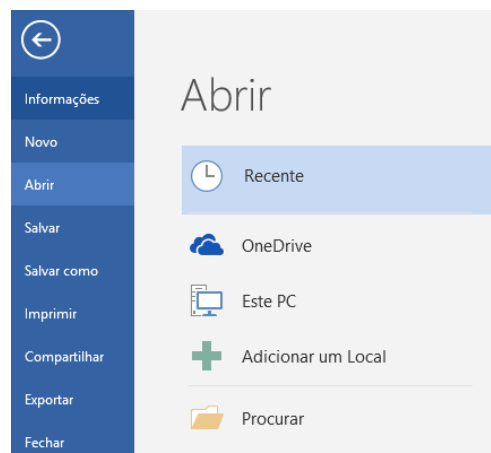 Informações
Novo
Abrir
Salvar
Salvar como
Imprimir
Compartilhar
Exportar
Fechar
Abrir
Recente
OneDrive
Este PC
Adicionar um Local
Procurar